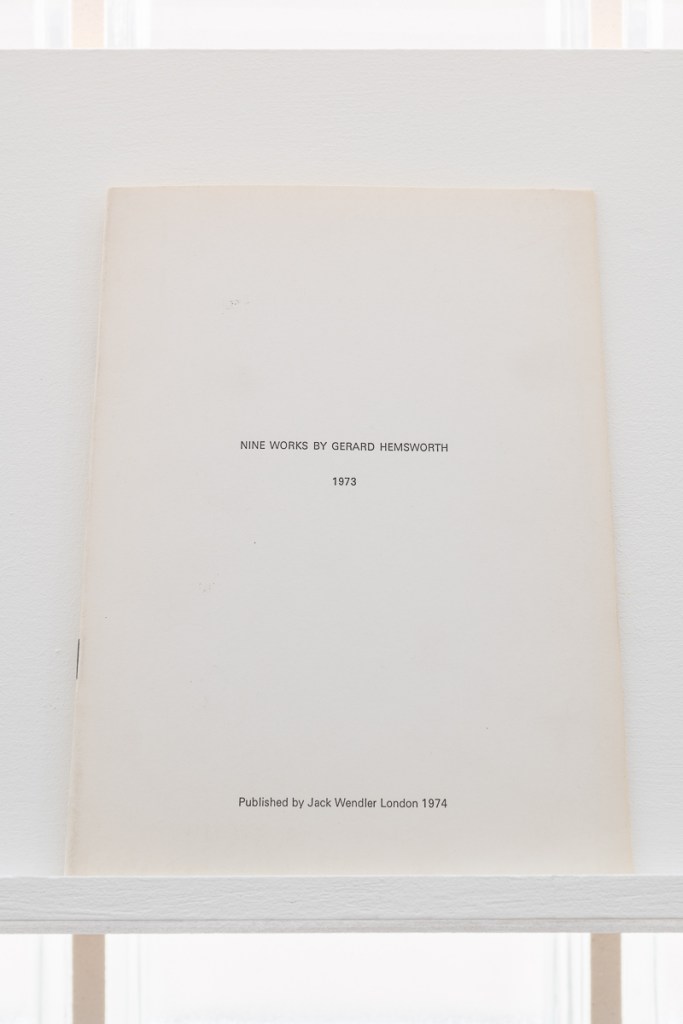 NINE WORKS BY GERARD HEMSWORTH
1973
Published by Jack Wendler London 1974